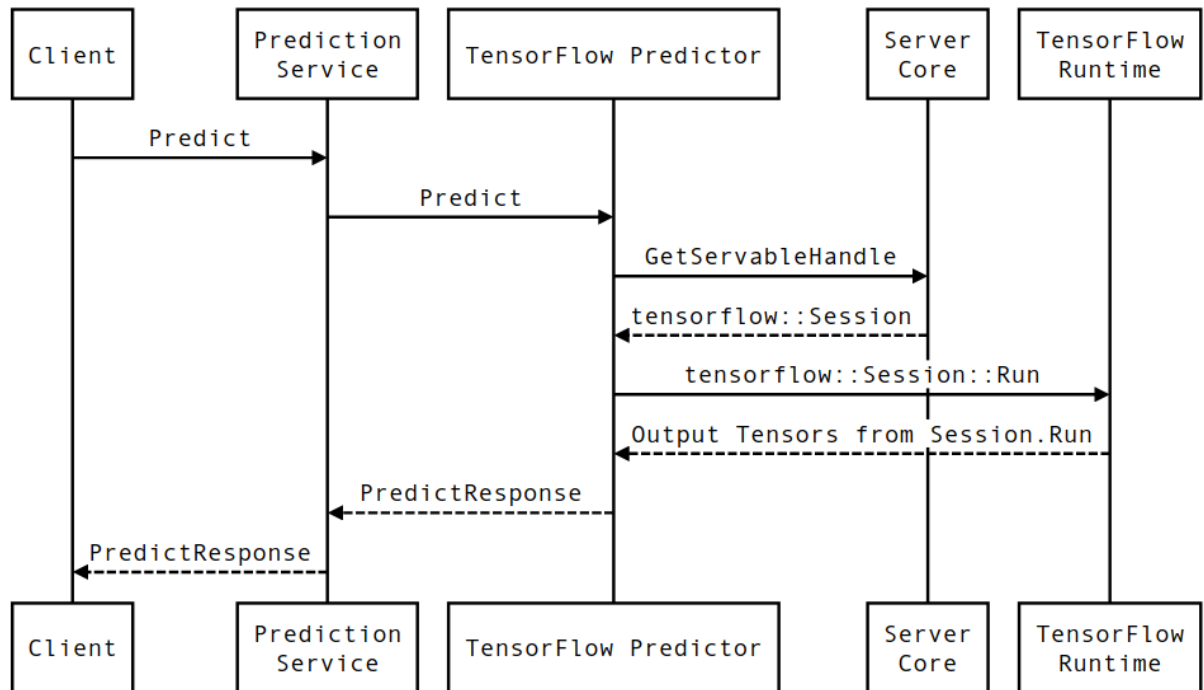 Client
Prediction
Service
TensorFlow Predictor
Server
Core
TensorFlow
Runtime
Predict
Predict
GetServableHandle
tensorflow::Session
tensorflow::Session::Run
Output Tensors from Session.Run
PredictResponse
PredictResponse
Client
Prediction
Service
TensorFlow Predictor
Server
Core
TensorFlow
Runtime